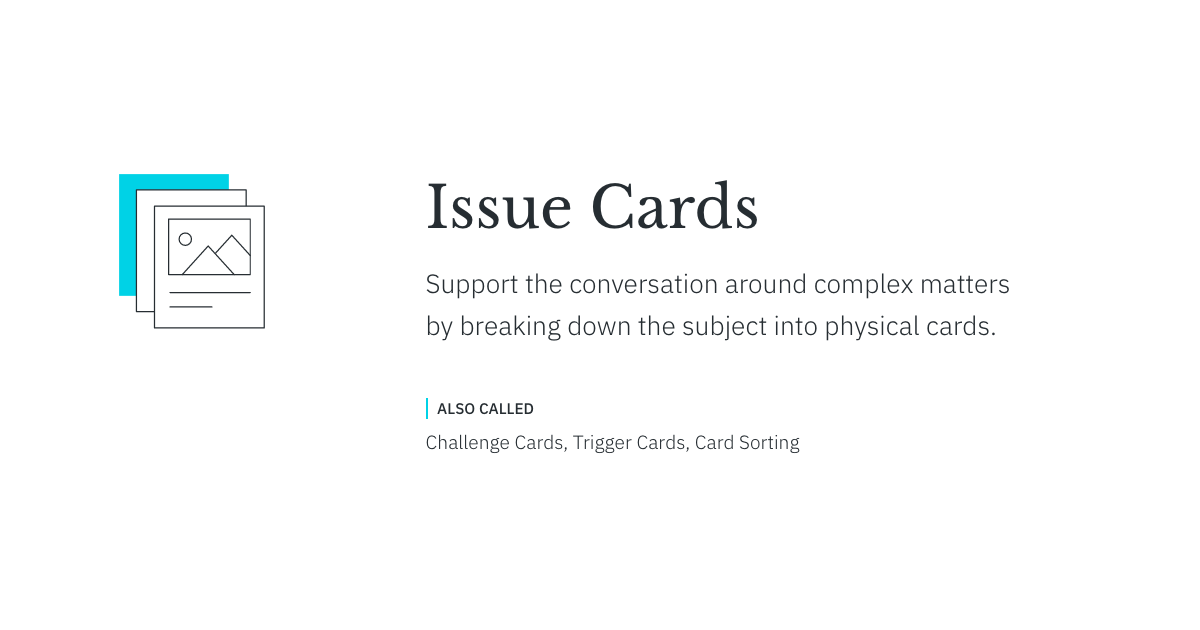 Issue Cards
Support the conversation around complex matters
by breaking down the subject into physical cards.
ALSO CALLED
Challenge Cards, Trigger Cards, Card Sorting